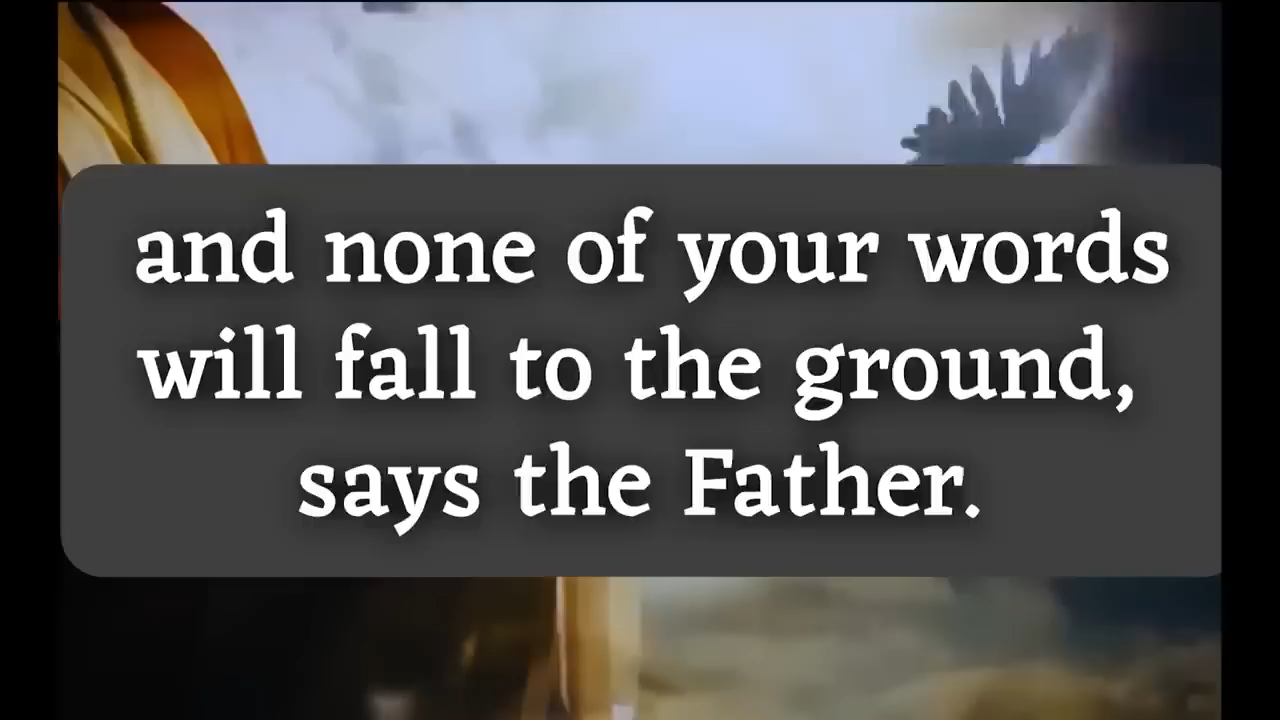 and none of your words
will fall to the ground,
says the Father.